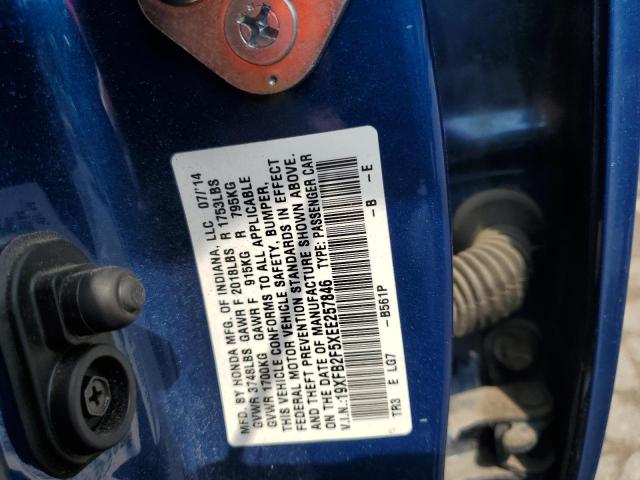 MFG. BY HONDA MFG. OF INDIANA, LLC 07/'14
GVWR 3748LBS GAWR F 2018LBS R 1753LBS
GVWR 1700KG GAWR F 915KG R 795KG
THIS VEHICLE CONFORMS TO ALL APPLICABLE
FEDERAL MOTOR VEHICLE SAFETY, BUMPER,
AND THEFT PREVENTION STANDARDS IN EFFECT
ON THE DATE OF MANUFACTURE SHOWN ABOVE.
V.I.N.: 19XFB2F5XEE257846 TYPE: PASSENGER CAR
-B561P -B -E
TR3 E LG7